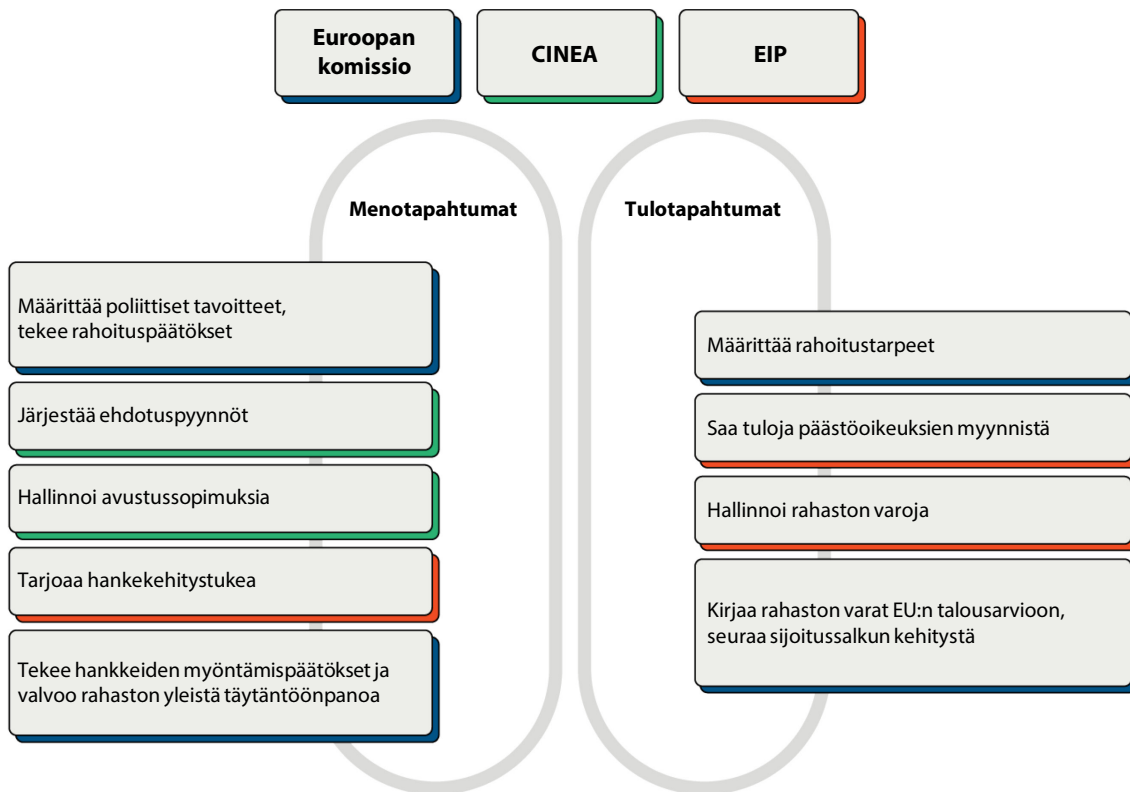 Euroopan
komissio
CINEA
EIP
Menotapahtumat
Tulotapahtumat
Määrittää poliittiset tavoitteet,
tekee rahoituspäätökset
Järjestää ehdotuspyynnöt
Hallinnoi avustussopimuksia
Tarjoaa hankekehitystukea
Tekee hankkeiden myöntämispäätökset ja
valvoo rahaston yleistä täytäntöönpanoa
Määrittää rahoitustarpeet
Saa tuloja päästöoikeuksien myynnistä
Hallinnoi rahaston varoja
Kirjaa rahaston varat EU:n talousarvioon,
seuraa sijoitussalkun kehitystä